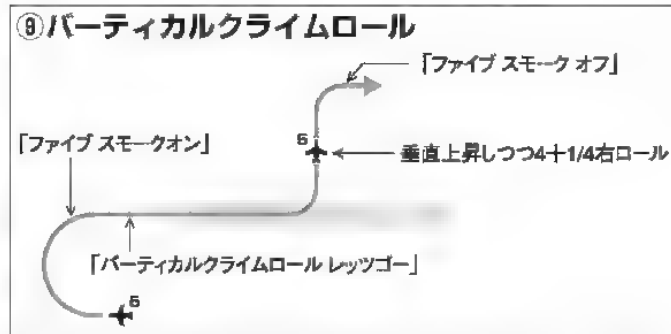 ⑨バーティカルクライムロール
「ファイブ スモーク オフ」
5
垂直上昇しつつ4+1/4右ロール
「ファイブ スモークオン」
「バーティカルクライムロール レッツゴー」
5